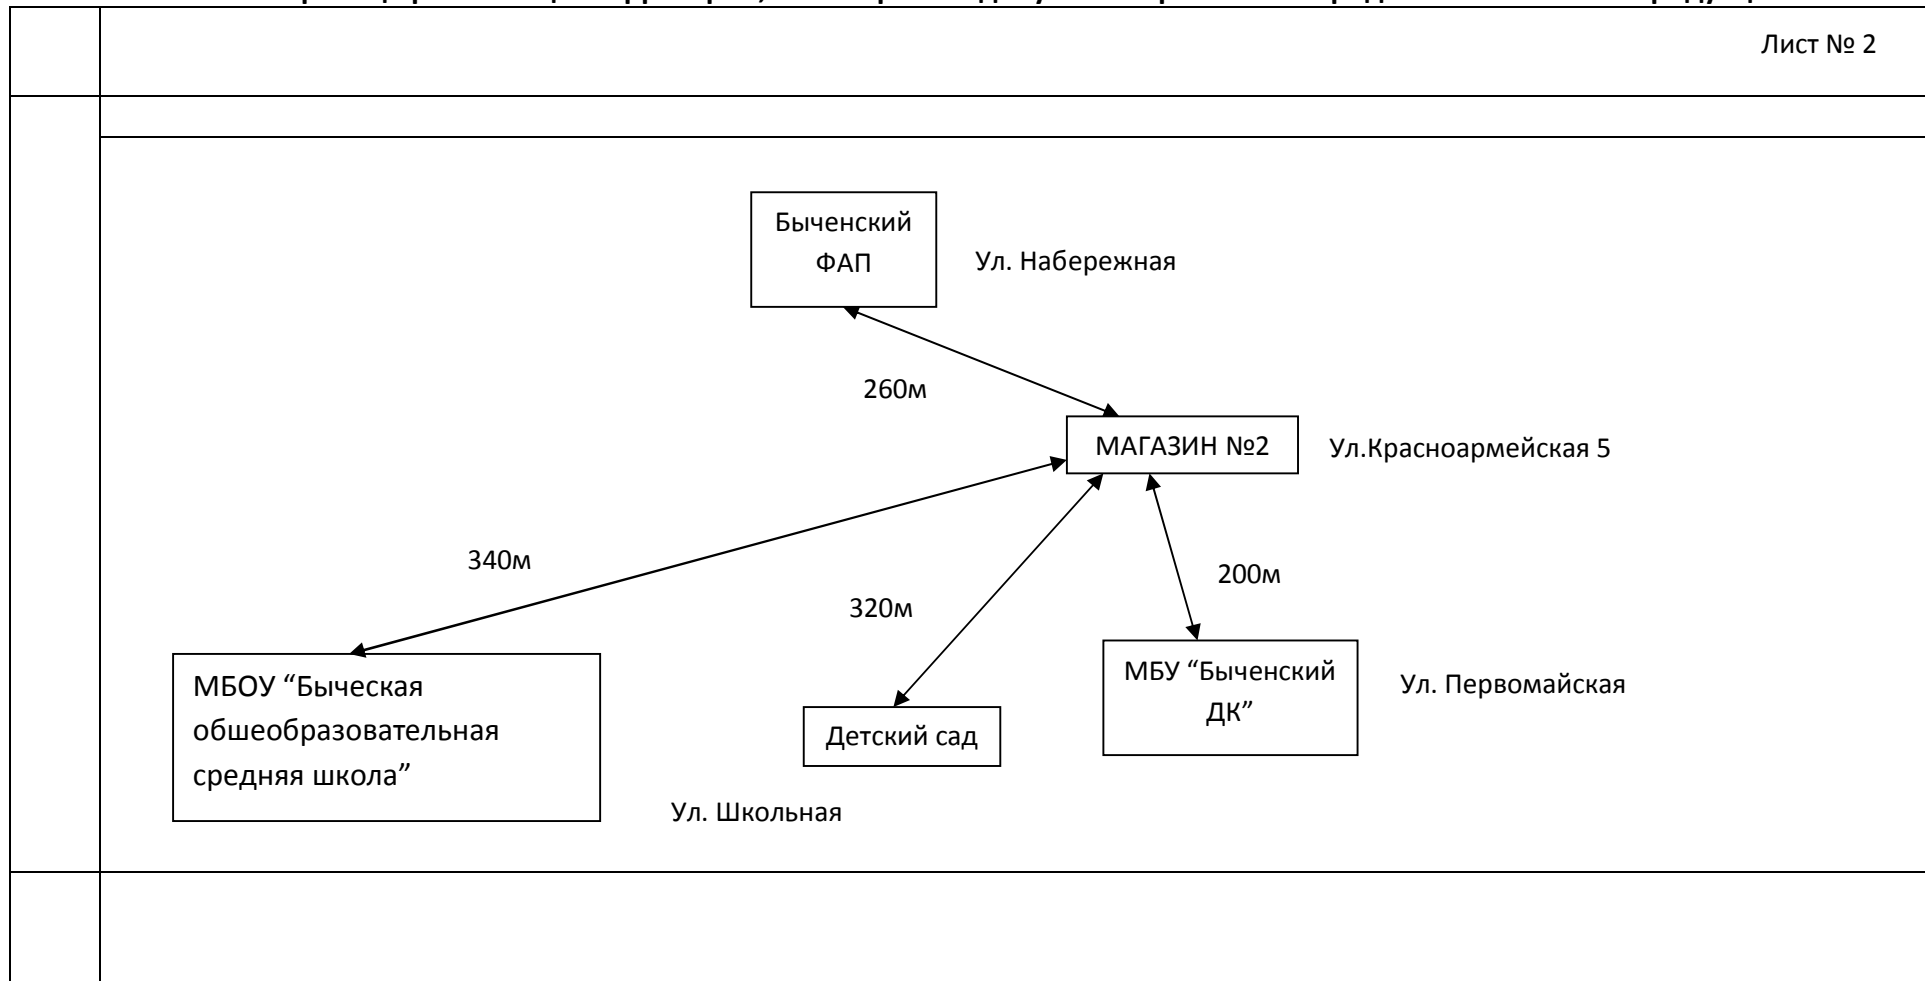 Лист № 2
Быченский
ФАП
Ул. Набережная
260м
МАГАЗИН №2
Ул.Красноармейская 5
340м
320м
200м
МБОУ “Быческая
обшеобразовательная
средняя школа”
Детский сад
МБУ “Быченский
ДК”
Ул. Первомайская
Ул. Школьная